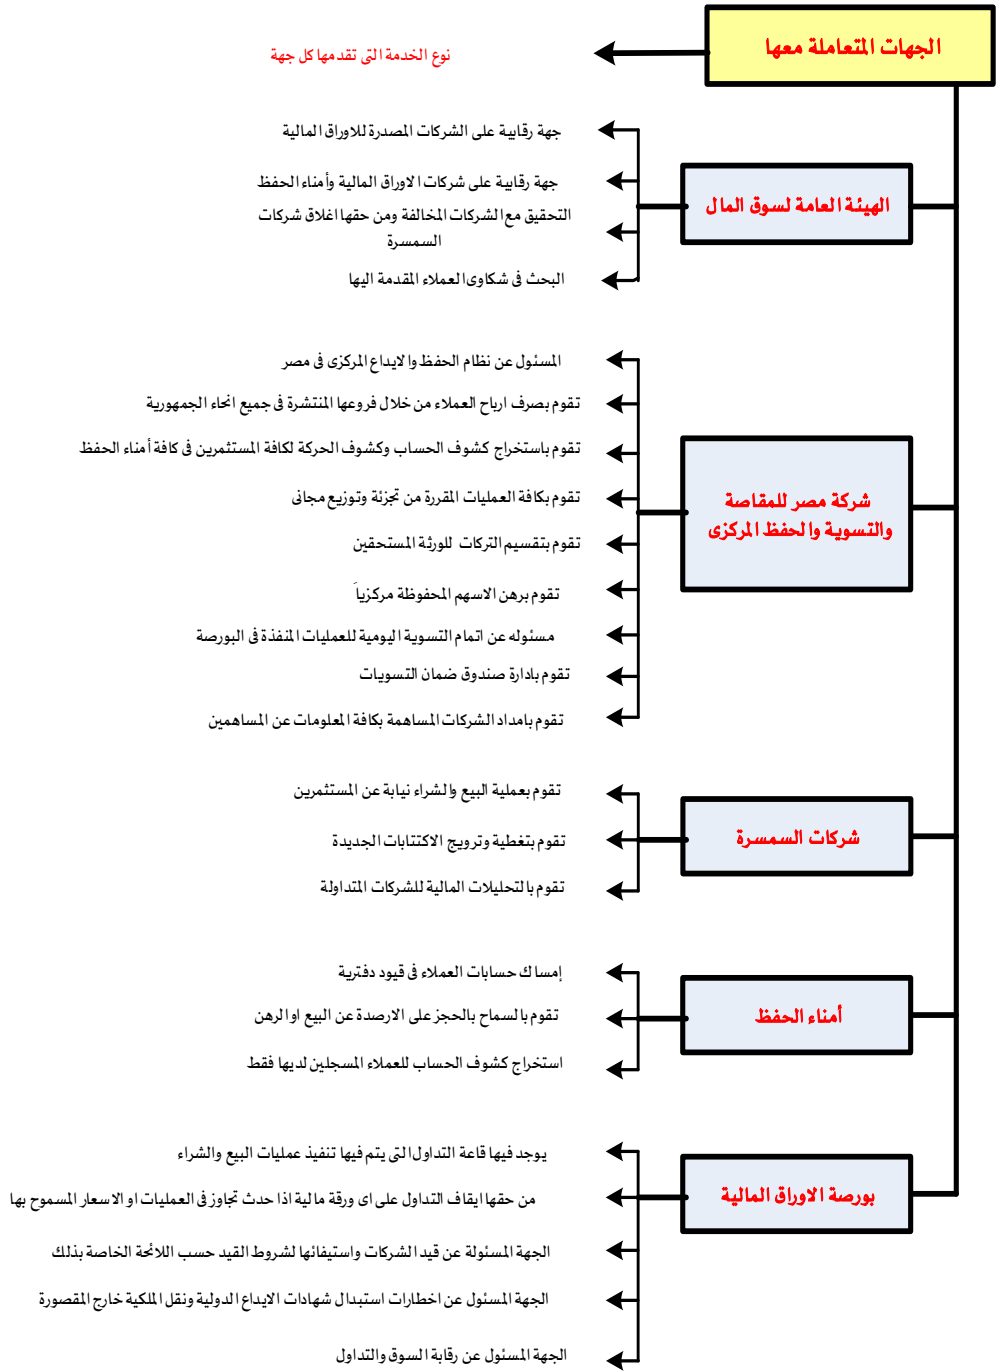 الجهات المتعاملة معها
نوع الخدمة التى تقدمها كل جهة
الهيئة العامة لسوق المال
جهة رقابية على الشركات المصدرة للاوراق المالية
جهة رقابية على شركات الاوراق المالية وأمناء الحفظ
التحقيق مع الشركات المخالفة ومن حقها اغلاق شركات
السمسرة
البحث فى شكاوى العملاء المقدمة اليها
شركة مصر للمقاصة
والتسوية والحفظ المركزى
المسئول عن نظام الحفظ والايداع المركزى فى مصر
تقوم بصرف ارباح العملاء من خلال فروعها المنتشرة فى جميع انحاء الجمهورية
تقوم باستخراج كشوف الحساب وكشوف الحركة لكافة المستثمرين فى كافة أمناء الحفظ
تقوم بكافة العمليات المقررة من تجزئة وتوزيع مجانى
تقوم بتقسيم التركات للورثة المستحقين
تقوم برهن الاسهم المحفوظة مركزياَ
مسئوله عن اتمام التسوية اليومية للعمليات المنفذة فى البورصة
تقوم بادارة صندوق ضمان التسويات
تقوم بامداد الشركات المساهمة بكافة المعلومات عن المساهمين
شركات السمسرة
تقوم بعملية البيع والشراء نيابة عن المستثمرين
تقوم بتغطية وترويج الاكتتابات الجديدة
تقوم بالتحليلات المالية للشركات المتداولة
أمناء الحفظ
إمساك حسابات العملاء فى قيود دفترية
تقوم بالسماح بالحجز على الارصدة عن البيع او الرهن
استخراج كشوف الحساب للعملاء المسجلين لديها فقط
بورصة الاوراق المالية
يوجد فيها قاعة التداول التى يتم فيها تنفيذ عمليات البيع والشراء
من حقها ايقاف التداول على اى ورقة مالية اذا حدث تجاوز فى العمليات او الاسعار المسموح بها
الجهة المسئولة عن قيد الشركات واستيفائها لشروط القيد حسب اللائحة الخاصة بذلك
الجهة المسئول عن اخطارات استبدال شهادات الايداع الدولية ونقل الملكية خارج المقصورة
الجهة المسئول عن رقابة السوق والتداول